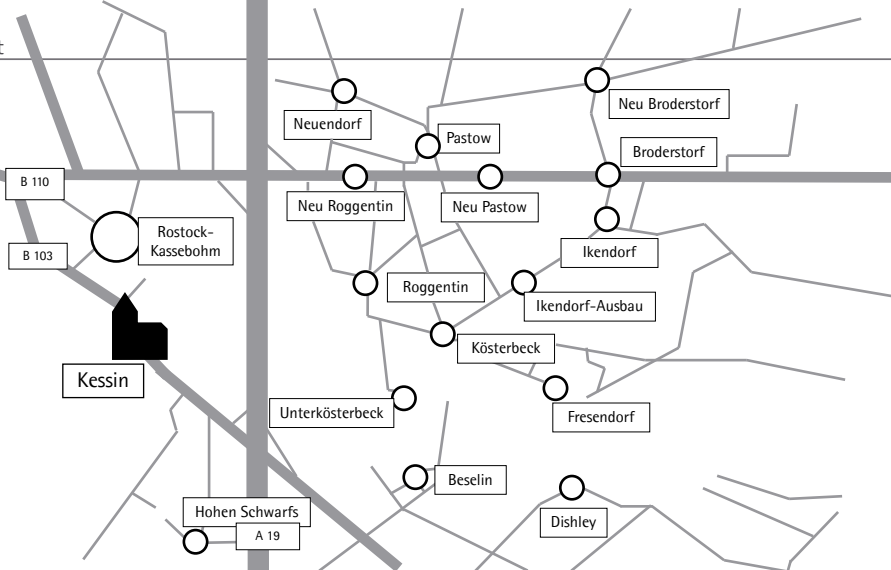 t
Neuendorf
Pastow
Neu Broderstorf
Broderstorf
B 110
Neu Roggentin
Neu Pastow
Rostock-
Kassebohm
B 103
Ikendorf
Roggentin
Ikendorf-Ausbau
Kösterbeck
Kessin
Unterkösterbeck
Fresendorf
Beselin
Hohen Schwarfs
A 19
Dishley